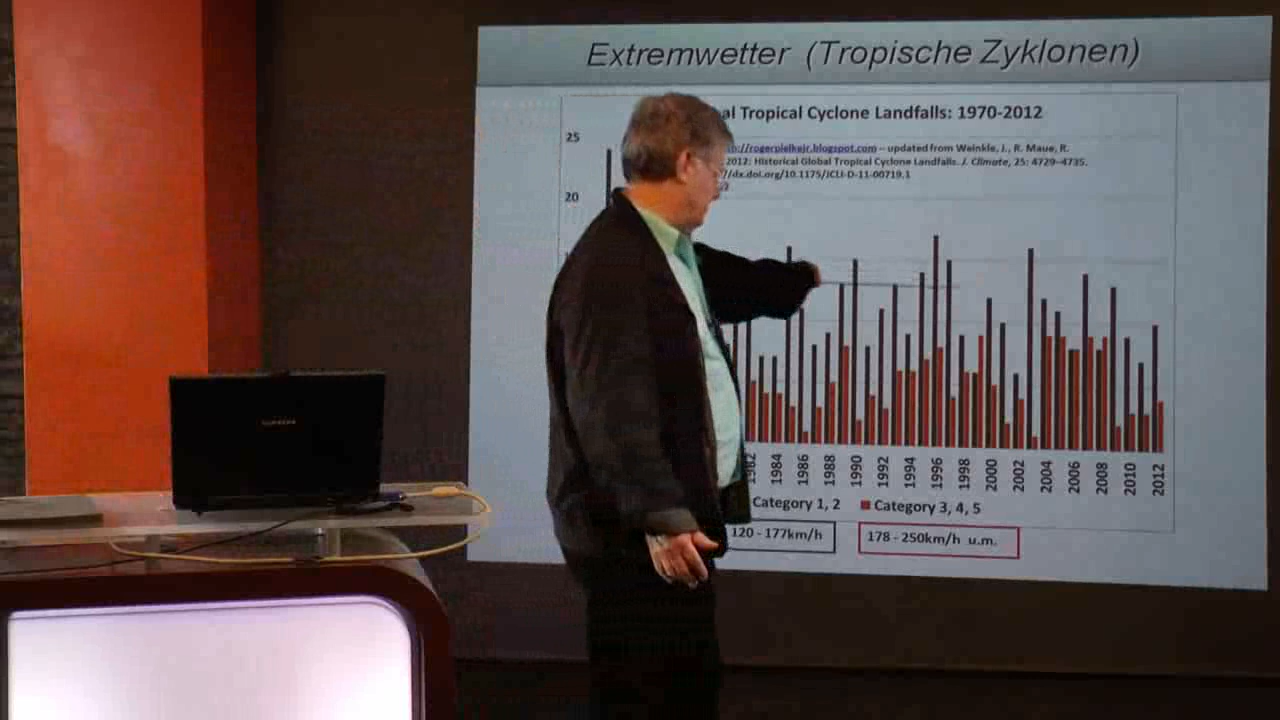 Extremwetter (Tropische Zyklonen)
al Tropical Cyclone Landfalls: 1970-2012
25
://rogerpielkejr.blogspot.com – updated from Weinkle, J., R. Maue, R.
2012: Historical Global Tropical Cyclone Landfalls. J. Climate, 25: 4729–4735.
//dx.doi.org/10.1175/JCLI-D-11-00719.1
20
1982 1984 1986 1988 1990 1992 1994 1996 1998 2000 2002 2004 2006 2008 2010 2012
Category 1, 2 Category 3, 4, 5
120 - 177km/h 178 - 250km/h u.m.